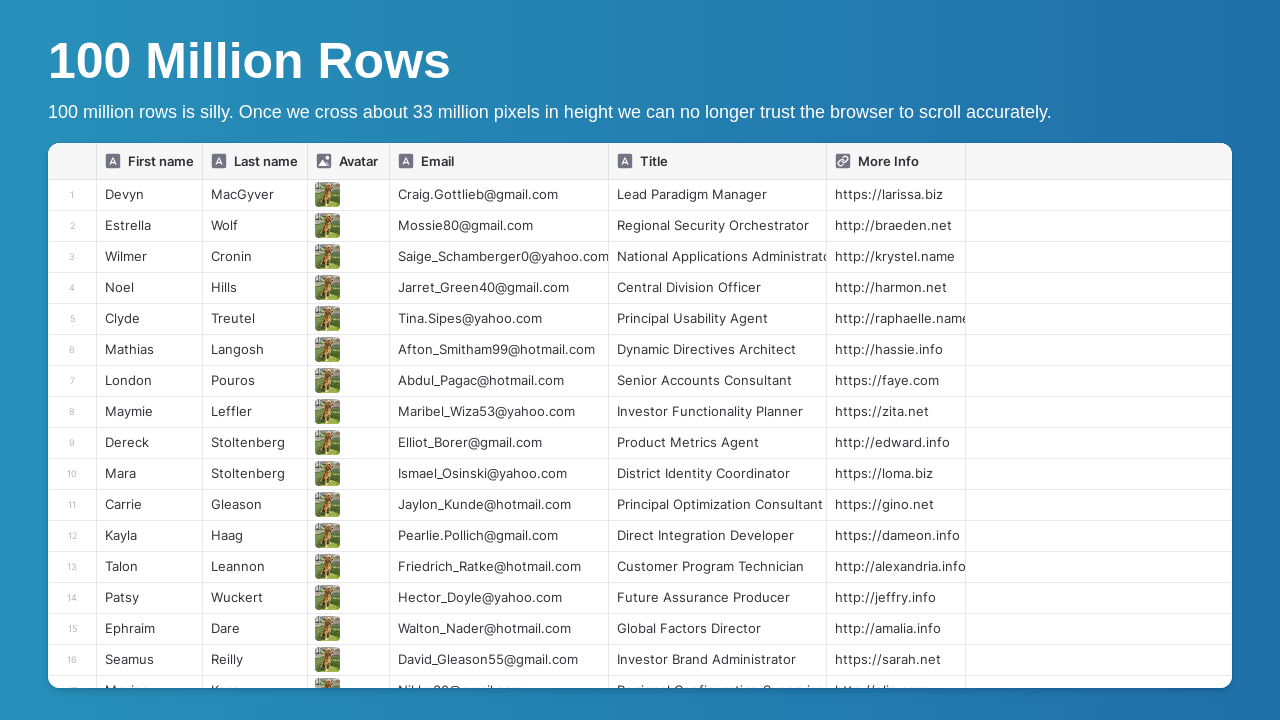 100 Million Rows
100 million rows is silly. Once we cross about 33 million pixels in height we can no longer trust the browser to scroll accurately.
First name Last name Avatar Email Title More Info
1 Devyn MacGyver Craig.Gottlieb@gmail.com Lead Paradigm Manager https://larissa.biz
2 Estrella Wolf Mossie80@gmail.com Regional Security Orchestrator http://braeden.net
3 Wilmer Cronin Saige_Schamberger0@yahoo.com National Applications Administrato http://krystel.name
4 Noel Hills Jarret_Green40@gmail.com Central Division Officer http://harmon.net
5 Clyde Treutel Tina.Sipes@yahoo.com Principal Usability Agent http://raphaelle.name
6 Mathias Langosh Afton_Smitham99@hotmail.com Dynamic Directives Architect http://hassie.info
7 London Pouros Abdul_Pagac@hotmail.com Senior Accounts Consultant https://faye.com
8 Maymie Leffler Maribel_Wiza53@yahoo.com Investor Functionality Planner https://zita.net
9 Dereck Stoltenberg Elliot_Borer@gmail.com Product Metrics Agent http://edward.info
10 Mara Stoltenberg Ismael_Osinski@yahoo.com District Identity Coordinator https://loma.biz
11 Carrie Gleason Jaylon_Kunde@hotmail.com Principal Optimization Consultant https://gino.net
12 Kayla Haag Pearlie.Pollich@gmail.com Direct Integration Developer https://dameon.info
13 Talon Leannon Friedrich_Ratke@hotmail.com Customer Program Technician http://alexandria.info
14 Patsy Wuckert Hector_Doyle@yahoo.com Future Assurance Producer http://jeffry.info
15 Ephraim Dare Walton_Nader@hotmail.com Global Factors Director http://amalia.info
16 Seamus Reilly David_Gleason55@gmail.com Investor Brand Administrator https://sarah.net